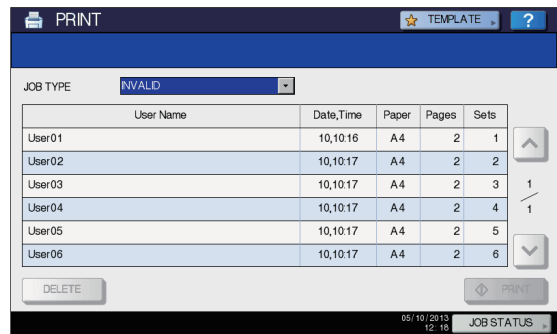 PRINT TEMPLATE ?
JOB TYPE INVALID
User Name Date,Time Paper Pages Sets
User01 10,10:16 A4 2 1
User02 10,10:17 A4 2 2
User03 10,10:17 A4 2 3
1
User04 10,10:17 A4 2 4
1
User05 10,10:17 A4 2 5
User06 10,10:17 A4 2 6
DELETE PRINT
05/10/2013
12:18 JOB STATUS